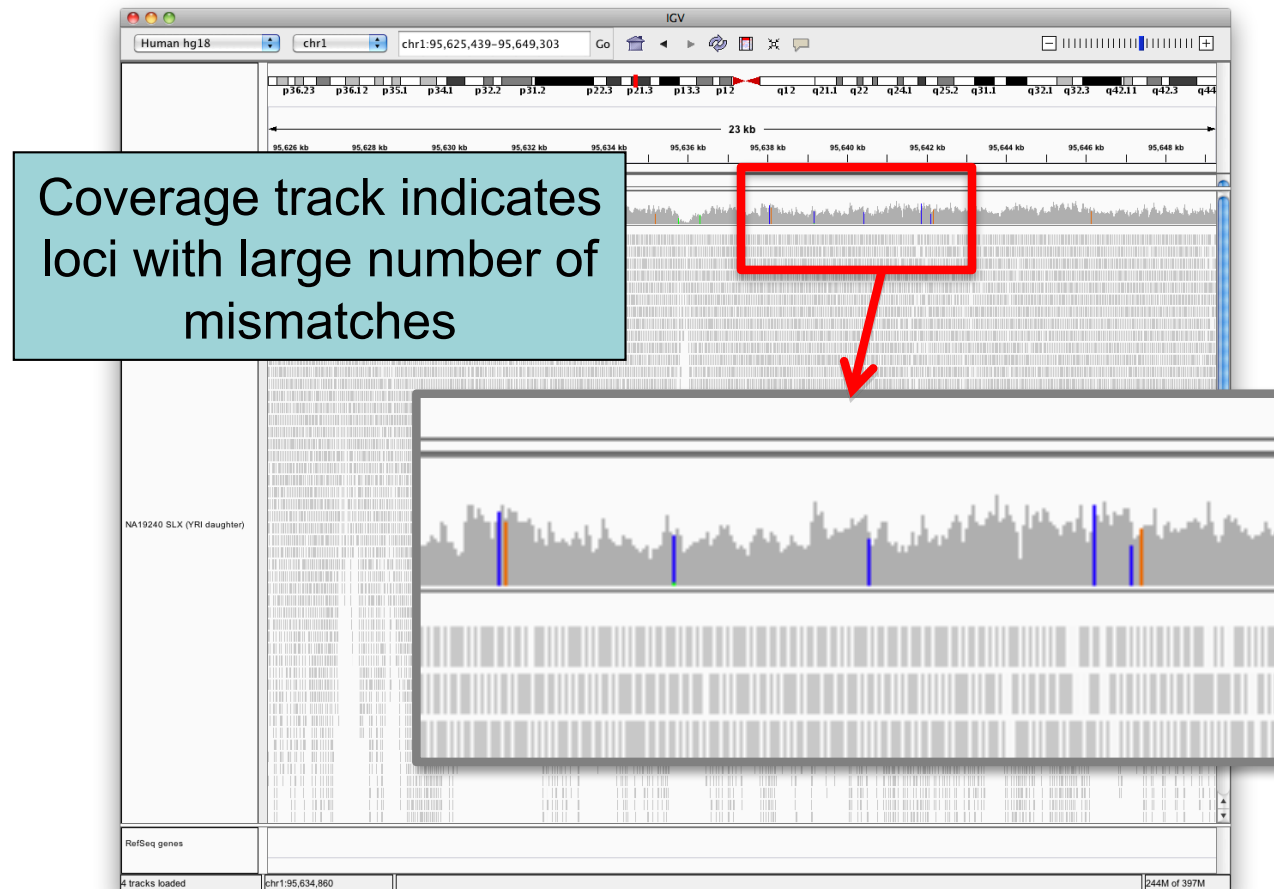 IGV
Human hg18 chr1 chr1:95,625,439-95,649,303 Go
p36.23 p36.12 p35.1 p34.1 p32.2 p31.2 p22.3 p21.3 p13.3 p12 q12 q21.1 q22 q24.1 q25.2 q31.1 q32.1 q32.3 q42.11 q42.3 q44
23 kb
95,626 kb 95,628 kb 95,630 kb 95,632 kb 95,634 kb 95,636 kb 95,638 kb 95,640 kb 95,642 kb 95,644 kb 95,646 kb 95,648 kb
Coverage track indicates
loci with large number of
mismatches
NA19240 SLX (YRI daughter)
RefSeq genes
4 tracks loaded chr1:95,634,860 244M of 397M